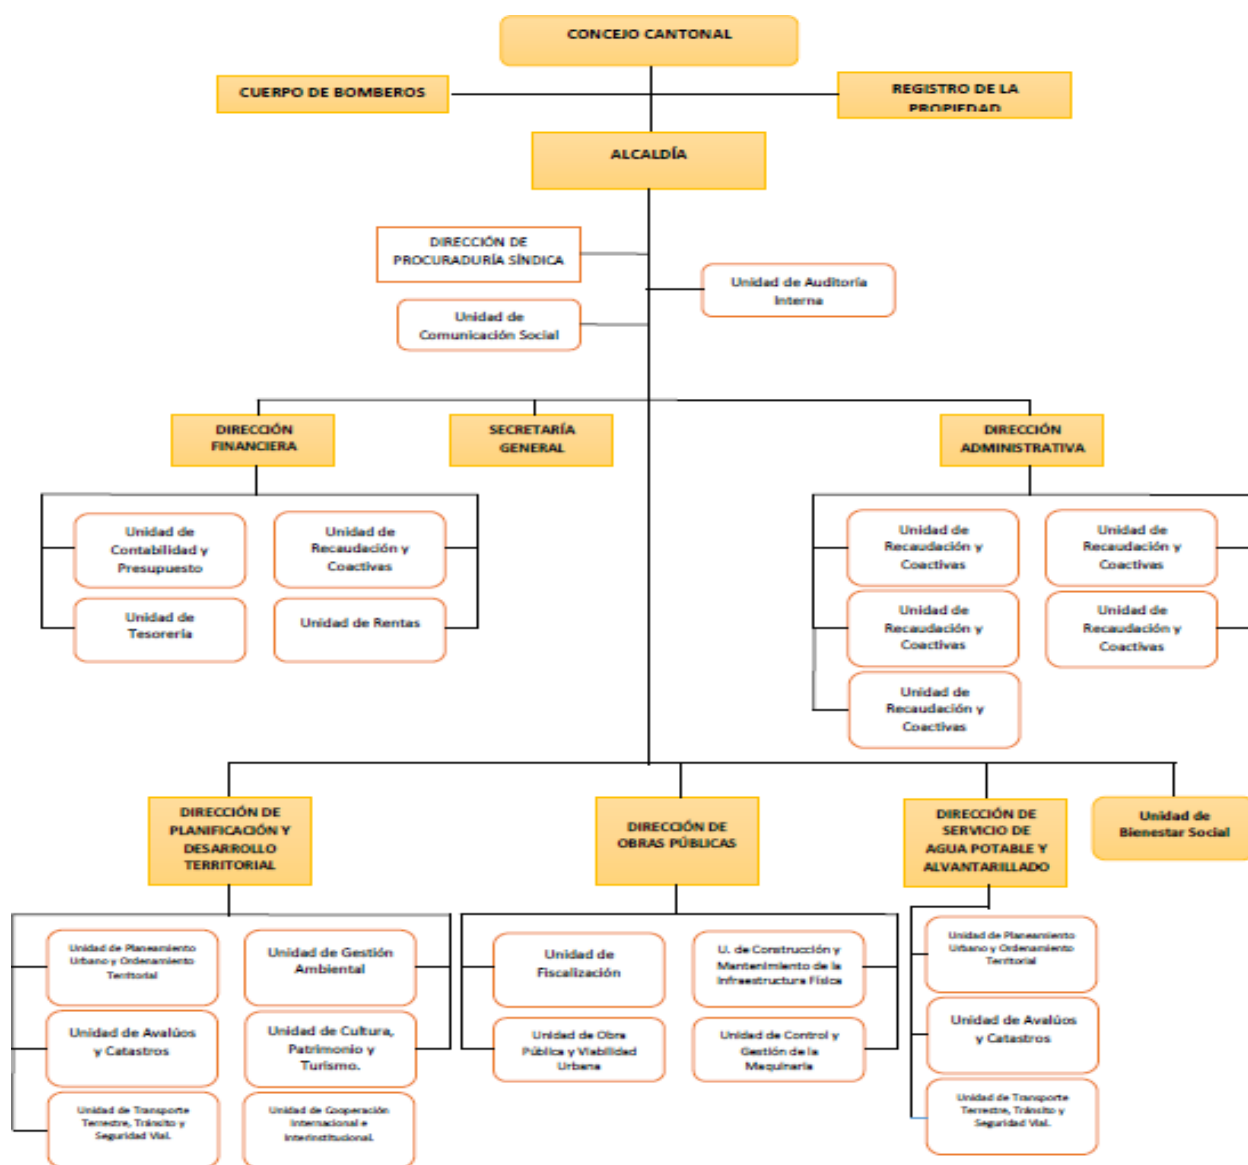 CONCEJO CANTONAL
CUERPO DE BOMBEROS
REGISTRO DE LA
PROPIEDAD
ALCALDÍA
DIRECCIÓN DE
PROCURADURÍA SÍNDICA
Unidad de Auditoría
Interna
Unidad de
Comunicación Social
DIRECCIÓN
FINANCIERA
SECRETARÍA
GENERAL
DIRECCIÓN
ADMINISTRATIVA
Unidad de
Contabilidad y
Presupuesto
Unidad de
Recaudación y
Coactivas
Unidad de
Tesorería
Unidad de Rentas
Unidad de
Recaudación y
Coactivas
Unidad de
Recaudación y
Coactivas
Unidad de
Recaudación y
Coactivas
Unidad de
Recaudación y
Coactivas
Unidad de
Recaudación y
Coactivas
DIRECCIÓN DE
PLANIFICACIÓN Y
DESARROLLO
TERRITORIAL
DIRECCIÓN DE
OBRAS PÚBLICAS
DIRECCIÓN DE
SERVICIO DE
AGUA POTABLE Y
ALVANTARILLADO
Unidad de
Bienestar Social
Unidad de Planeamiento
Urbano y Ordenamiento
Territorial
Unidad de Gestión
Ambiental
Unidad de Avalúos
y Catastros
Unidad de Cultura,
Patrimonio y
Turismo.
Unidad de Transporte
Terrestre, Tránsito y
Seguridad Vial.
Unidad de Cooperación
Internacional e
Interinstitucional.
Unidad de
Fiscalización
U. de Construcción y
Mantenimiento de la
Infraestructura Física
Unidad de Obra
Pública y Viabilidad
Urbana
Unidad de Control y
Gestión de la
Maquinaria
Unidad de Planeamiento
Urbano y Ordenamiento
Territorial
Unidad de Avalúos
y Catastros
Unidad de Transporte
Terrestre, Tránsito y
Seguridad Vial.